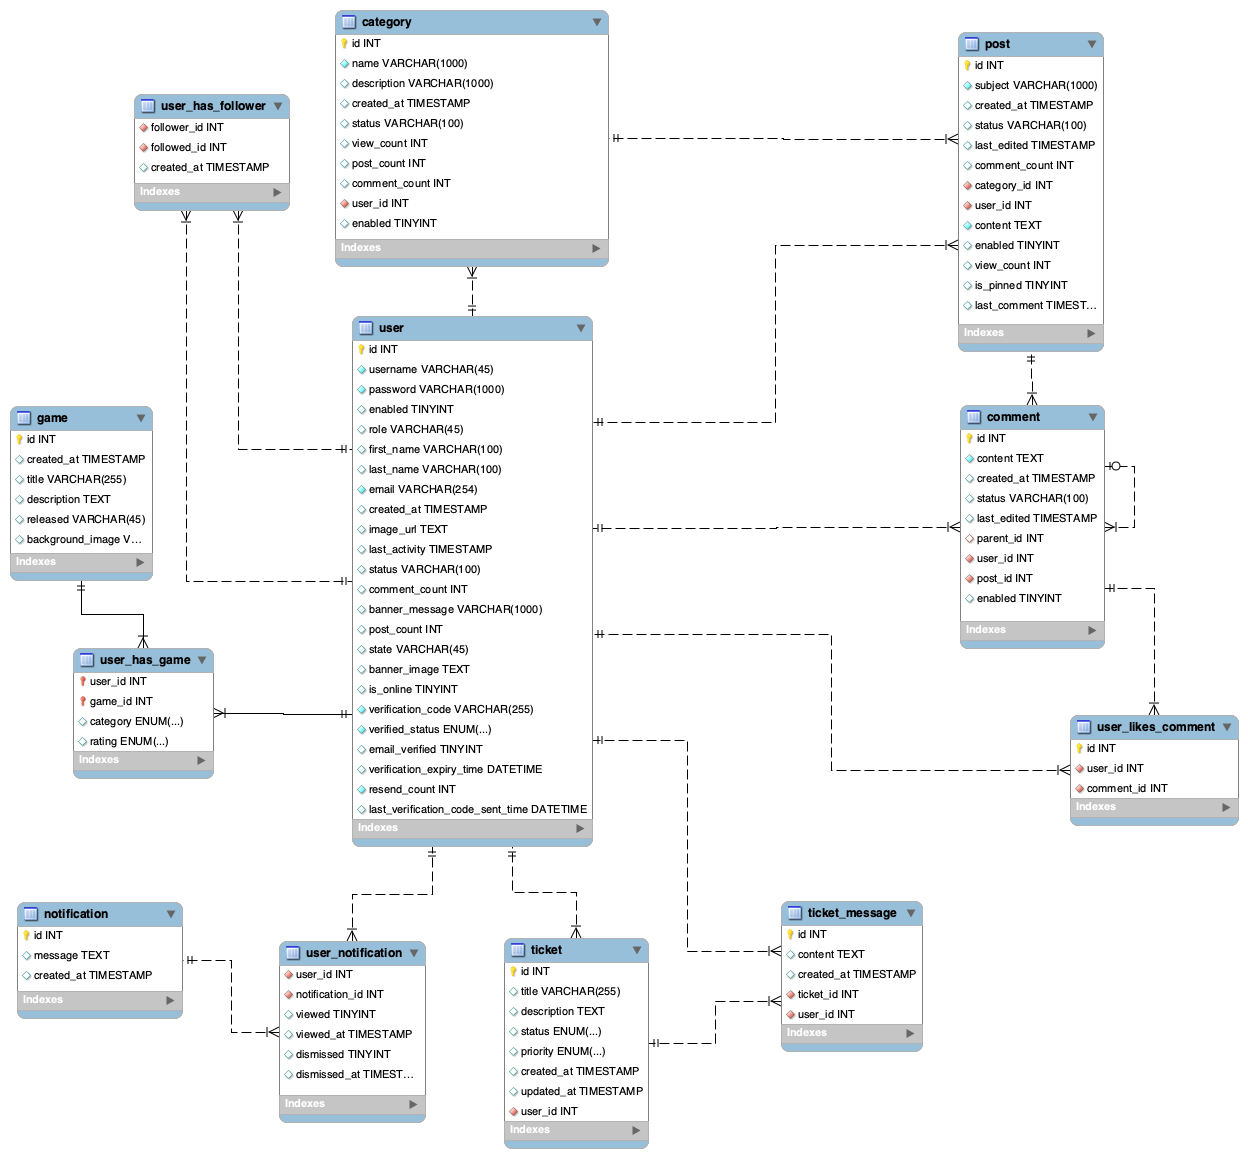 category
id INT
name VARCHAR(1000)
description VARCHAR(1000)
created_at TIMESTAMP
status VARCHAR(100)
view_count INT
post_count INT
comment_count INT
user_id INT
enabled TINYINT
Indexes
post
id INT
subject VARCHAR(1000)
created_at TIMESTAMP
status VARCHAR(100)
last_edited TIMESTAMP
comment_count INT
category_id INT
user_id INT
content TEXT
enabled TINYINT
view_count INT
is_pinned TINYINT
last_comment TIMEST...
Indexes
user_has_follower
follower_id INT
followed_id INT
created_at TIMESTAMP
Indexes
user
id INT
username VARCHAR(45)
password VARCHAR(1000)
enabled TINYINT
role VARCHAR(45)
first_name VARCHAR(100)
last_name VARCHAR(100)
email VARCHAR(254)
created_at TIMESTAMP
image_url TEXT
last_activity TIMESTAMP
status VARCHAR(100)
comment_count INT
banner_message VARCHAR(1000)
post_count INT
state VARCHAR(45)
banner_image TEXT
is_online TINYINT
verification_code VARCHAR(255)
verified_status ENUM(...)
email_verified TINYINT
verification_expiry_time DATETIME
resend_count INT
last_verification_code_sent_time DATETIME
Indexes
game
id INT
created_at TIMESTAMP
title VARCHAR(255)
description TEXT
released VARCHAR(45)
background_image V...
Indexes
comment
id INT
content TEXT
created_at TIMESTAMP
status VARCHAR(100)
last_edited TIMESTAMP
parent_id INT
user_id INT
post_id INT
enabled TINYINT
Indexes
user_has_game
user_id INT
game_id INT
category ENUM(...)
rating ENUM(...)
Indexes
user_likes_comment
id INT
user_id INT
comment_id INT
Indexes
notification
id INT
message TEXT
created_at TIMESTAMP
Indexes
user_notification
user_id INT
notification_id INT
viewed TINYINT
viewed_at TIMESTAMP
dismissed TINYINT
dismissed_at TIMEST...
Indexes
ticket
id INT
title VARCHAR(255)
description TEXT
status ENUM(...)
priority ENUM(...)
created_at TIMESTAMP
updated_at TIMESTAMP
user_id INT
Indexes
ticket_message
id INT
content TEXT
created_at TIMESTAMP
ticket_id INT
user_id INT
Indexes